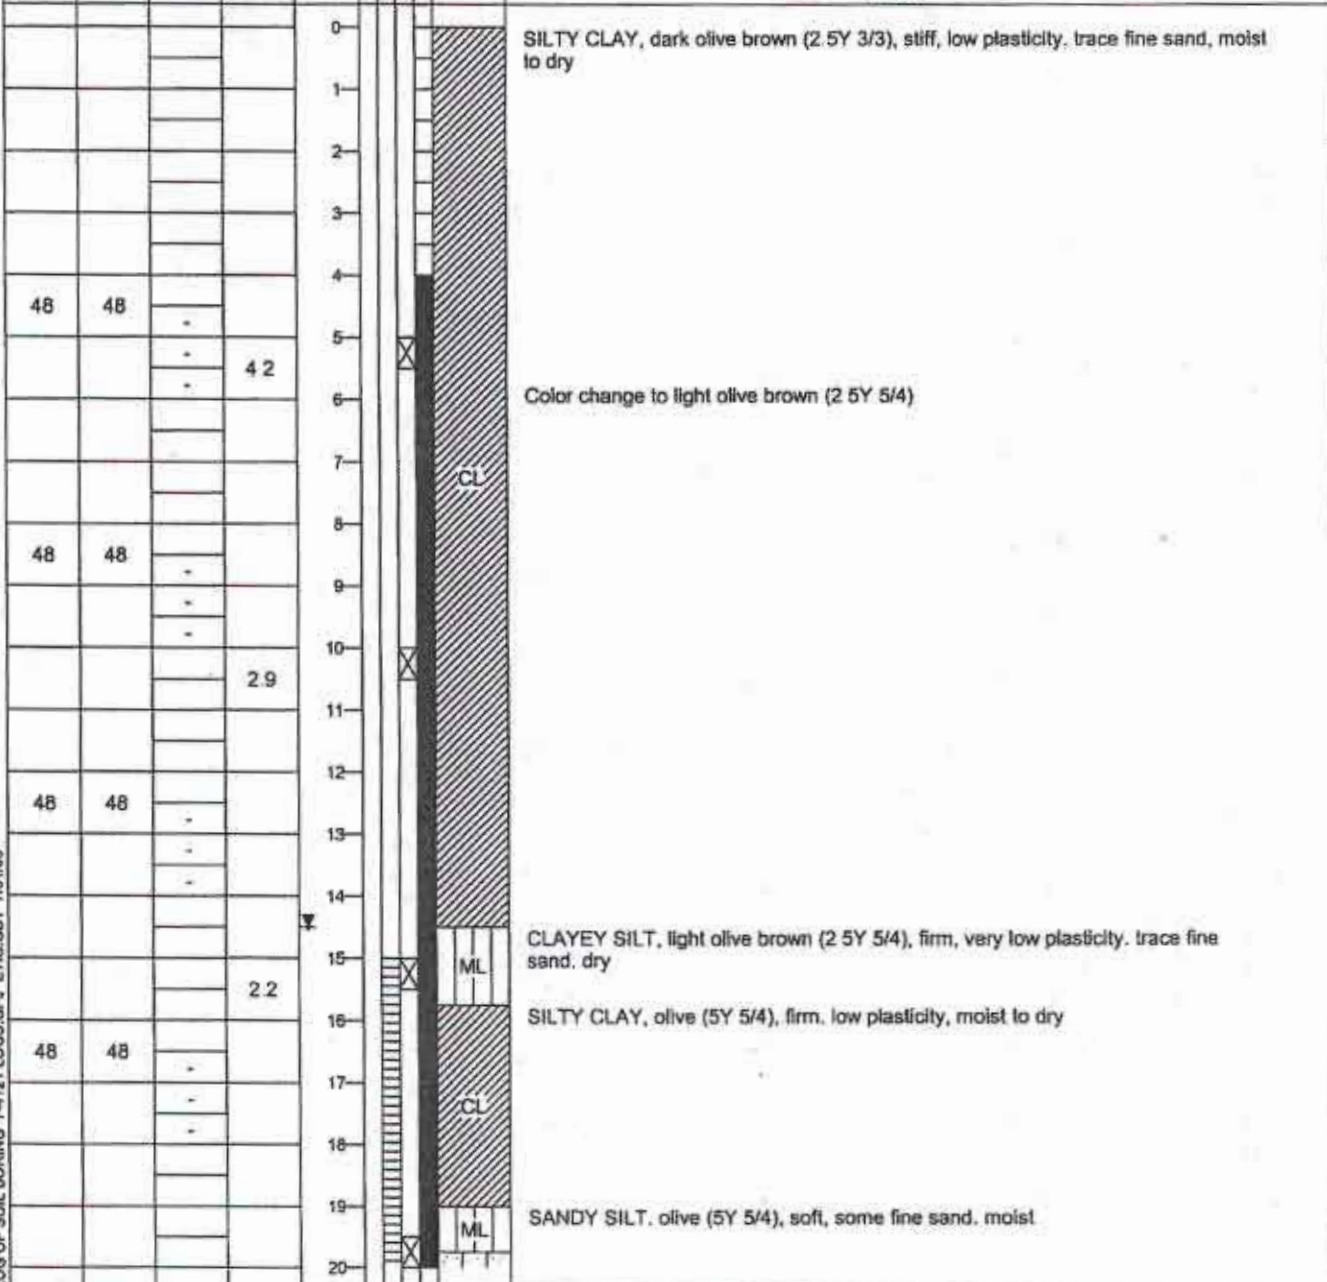 0
SILTY CLAY, dark olive brown (2.5Y 3/3), stiff, low plasticity. trace fine sand, moist
to dry
1
2
3
4
48 48
5
4 2
6
Color change to light olive brown (2 5Y 5/4)
7
CL
8
48 48
9
10
2.9
11
12
48 48
13
14
CLAYEY SILT, light olive brown (2 5Y 5/4), firm, very low plasticity. trace fine
sand. dry
15
ML
2.2
16
SILTY CLAY, olive (5Y 5/4), firm. low plasticity, moist to dry
48 48
17
CL
18
19
SANDY SILT. olive (5Y 5/4), soft, some fine sand. moist
ML
20